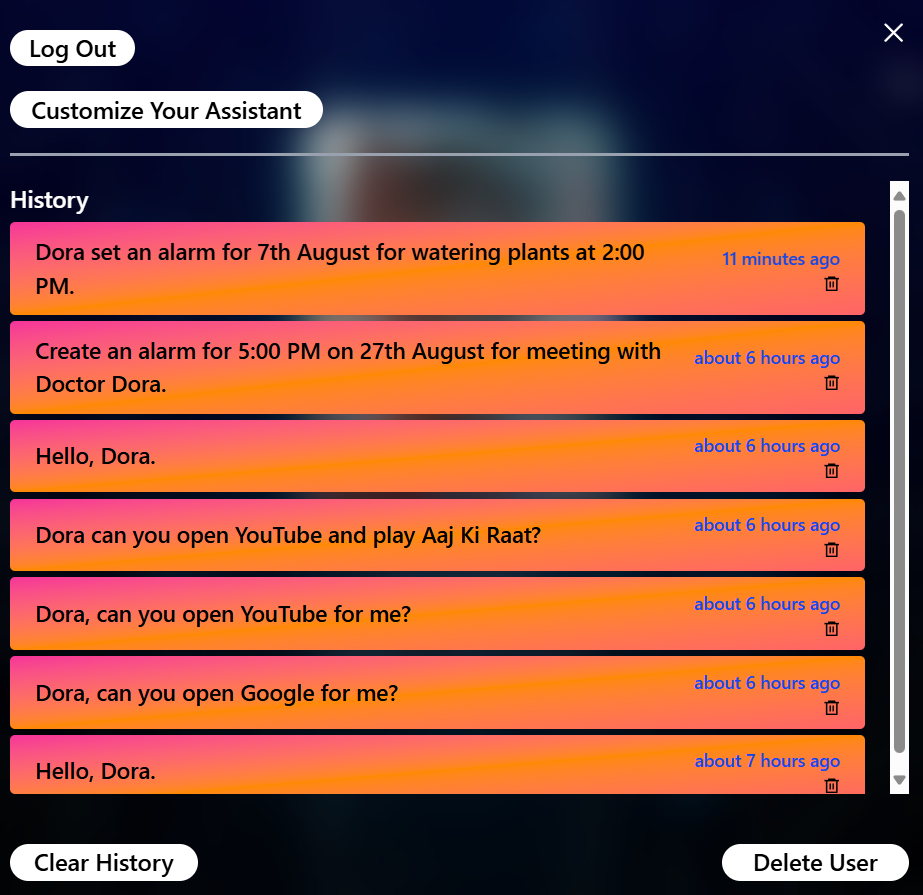 Log Out
Customize Your Assistant
History
Dora set an alarm for 7th August for watering plants at 2:00
PM.
11 minutes ago
Create an alarm for 5:00 PM on 27th August for meeting with
Doctor Dora.
about 6 hours ago
Hello, Dora.
about 6 hours ago
Dora can you open YouTube and play Aaj Ki Raat?
about 6 hours ago
Dora, can you open YouTube for me?
about 6 hours ago
Dora, can you open Google for me?
about 6 hours ago
Hello, Dora.
about 7 hours ago
Clear History
Delete User